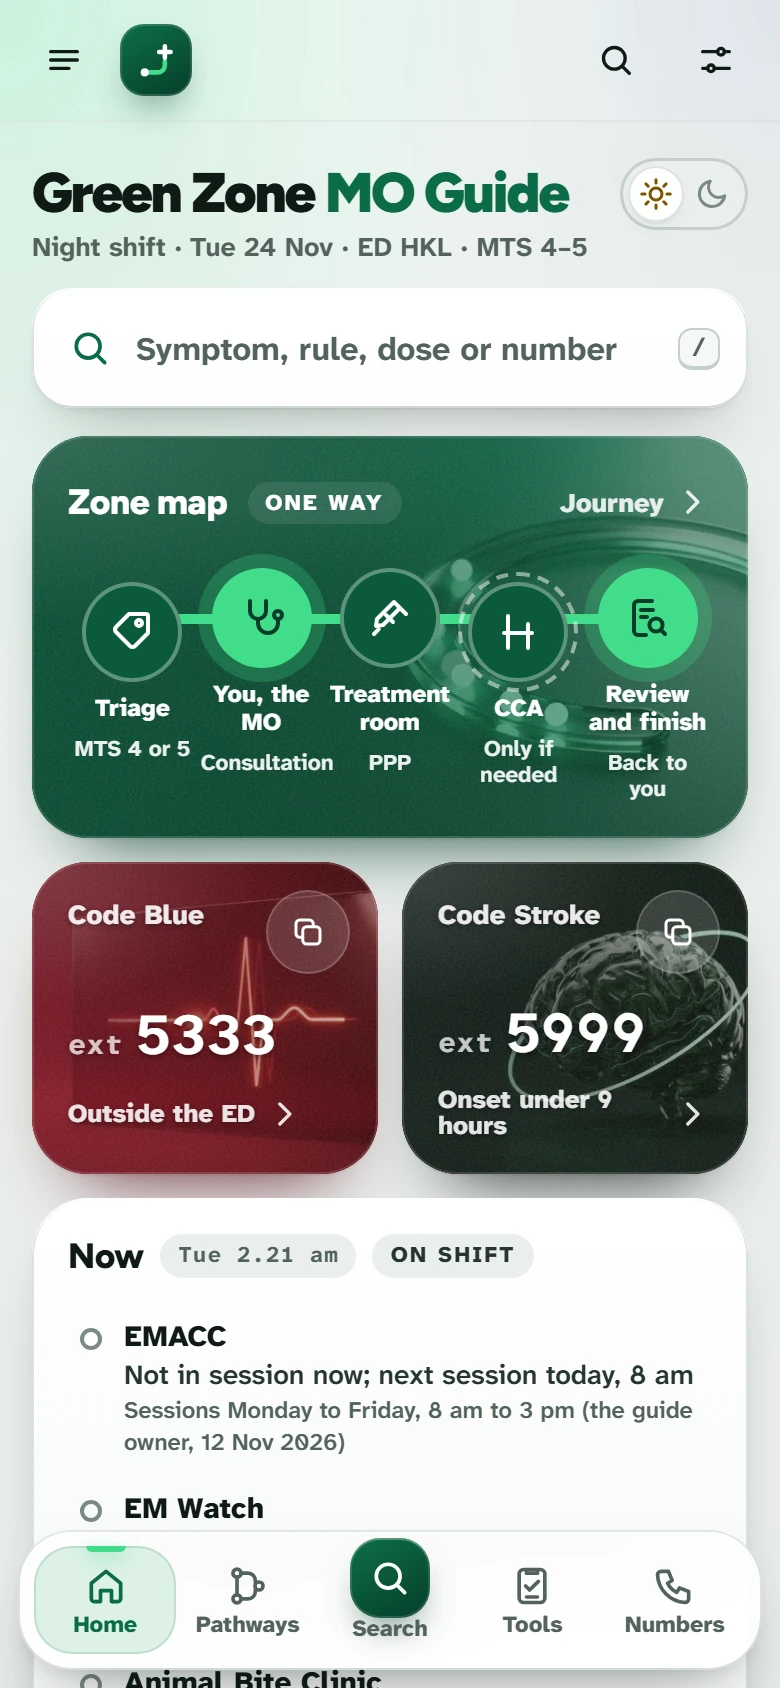 Green Zone MO Guide
Night shift · Tue 24 Nov · ED HKL · MTS 4–5
Symptom, rule, dose or number /
Zone map ONE WAY Journey
Triage
MTS 4 or 5
You, the
MO
Consultation
Treatment
room
PPP
CCA
Only if
needed
Review
and finish
Back to
you
Code Blue
ext 5333
Outside the ED
Code Stroke
ext 5999
Onset under 9
hours
Now Tue 2.21 am ON SHIFT
EMACC
Not in session now; next session today, 8 am
Sessions Monday to Friday, 8 am to 3 pm (the guide
owner, 12 Nov 2026)
EM Watch
Home Pathways Search Tools Numbers
Animal Bite Clinic